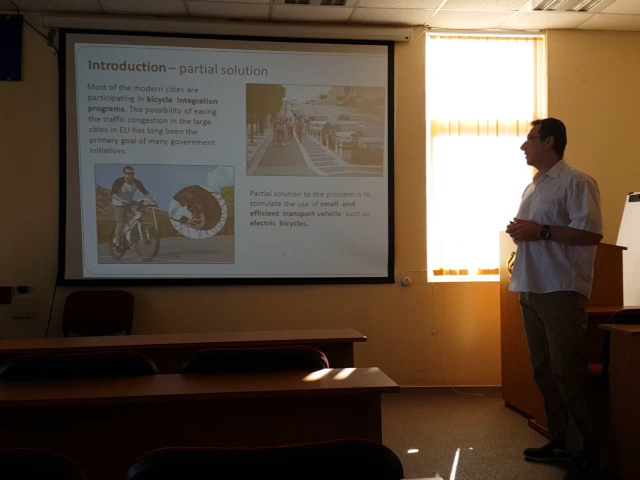 Introduction – partial solution
Most of the modern cities are
participating in bicycle Integration
programs. The possibility of easing
the traffic congestion in the large
cities in EU has long been the
primary goal of many government
initiatives.
Partial solution to the problem is to
stimulate the use of small and
efficient transport vehicle such as
electric bicycles.